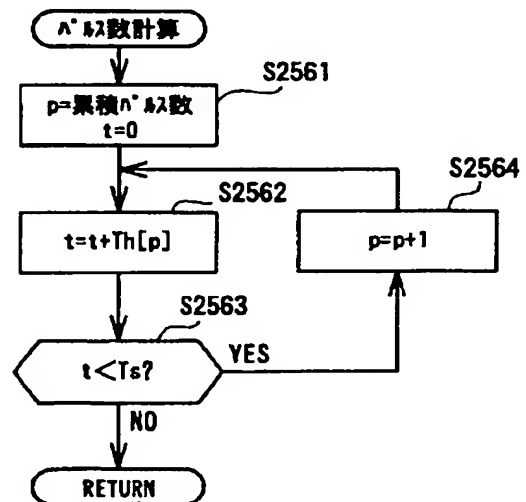 パルス数計算
S2561
p=累積パルス数
t=0
S2564
S2562
t=t+Th[p]
p=p+1
S2563
t<Ts?
YES
NO
RETURN